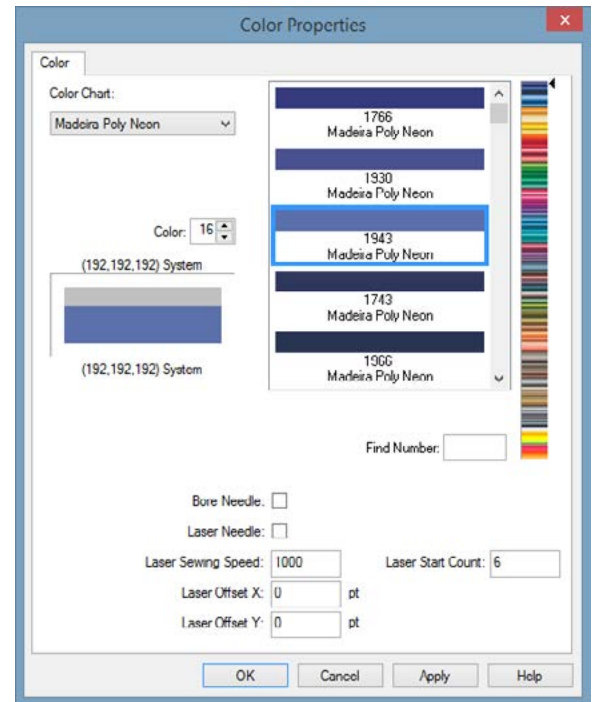 Color Properties
Color
Color Chart:
Madeira Poly Neon
1766
Madeira Poly Neon
1930
Madeira Poly Neon
1943
Madeira Poly Neon
1743
Madeira Poly Neon
1966
Madeira Poly Neon
Color: 16
(192,192,192) System
(192,192,192) System
Find Number:
Bore Needle:
Laser Needle:
Laser Sewing Speed: 1000 Laser Start Count: 6
Laser Offset X: 0 pt
Laser Offset Y: 0 pt
OK Cancel Apply Help